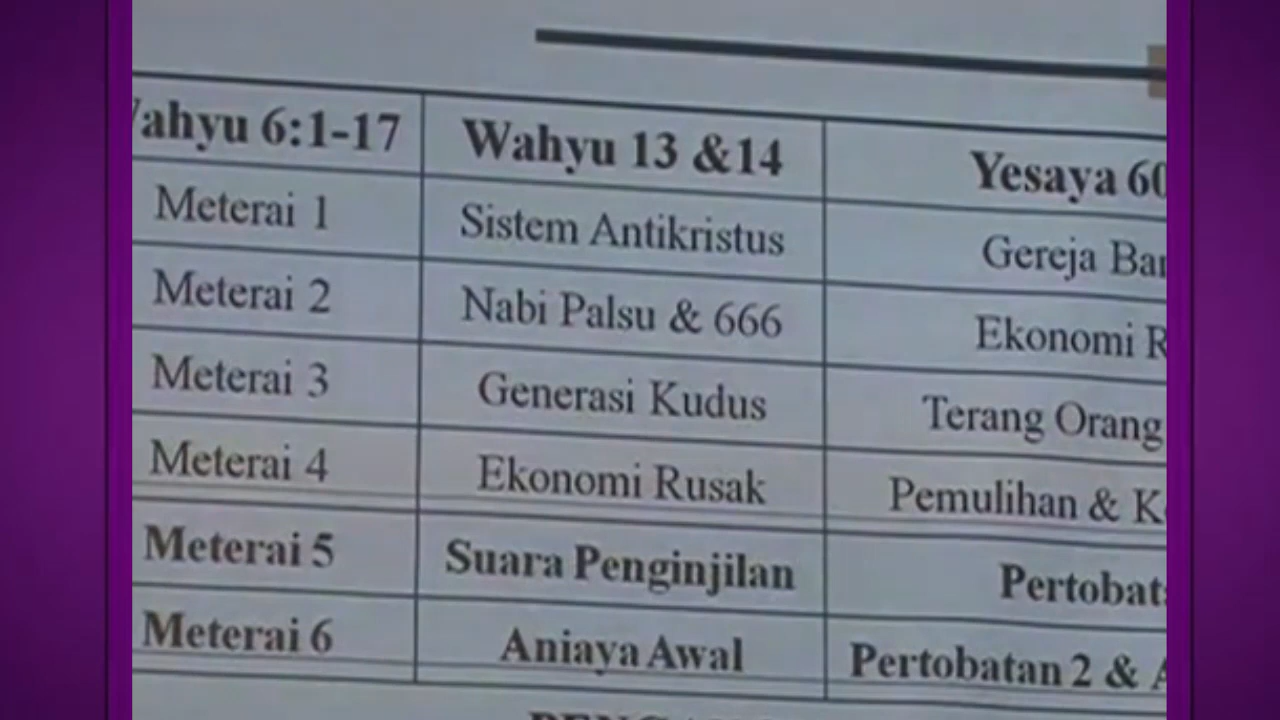 Wahyu 6:1-17 Wahyu 13 &14 Yesaya 60
Meterai 1 Sistem Antikristus Gereja
Meterai 2 Nabi Palsu & 666 Ekonomi
Meterai 3 Generasi Kudus Terang Orang
Meterai 4 Ekonomi Rusak Pemulihan &
Meterai 5 Suara Penginjilan
Meterai 6 Aniaya Awal Pertobatan 2 &